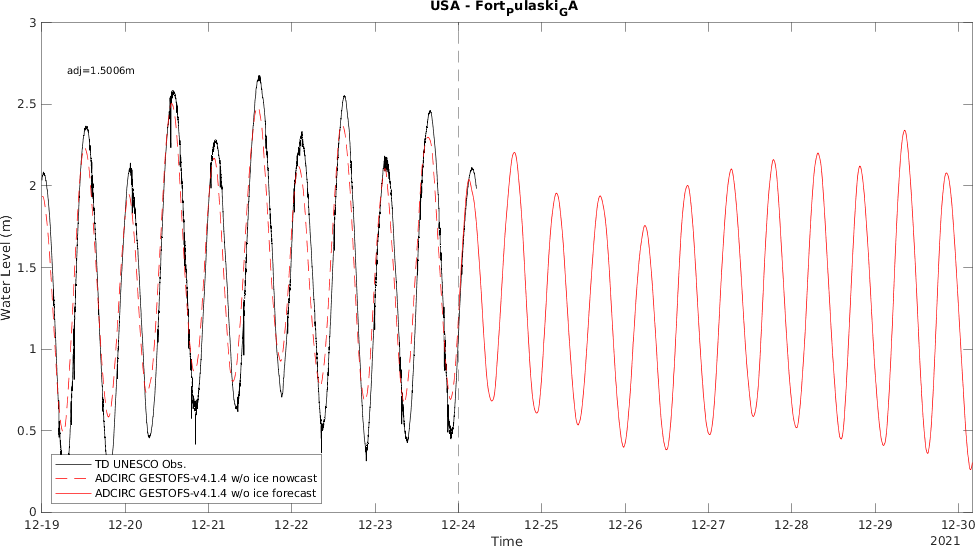 USA - Fort_Pulaski_GA
3
adj=1.5006m
2.5
2
1.5
1
0.5
0
Water Level (m)
TD UNESCO Obs.
ADCIRC GESTOFS-v4.1.4 w/o ice nowcast
ADCIRC GESTOFS-v4.1.4 w/o ice forecast
12-19 12-20 12-21 12-22 12-23 12-24 12-25 12-26 12-27 12-28 12-29 12-30
Time
2021